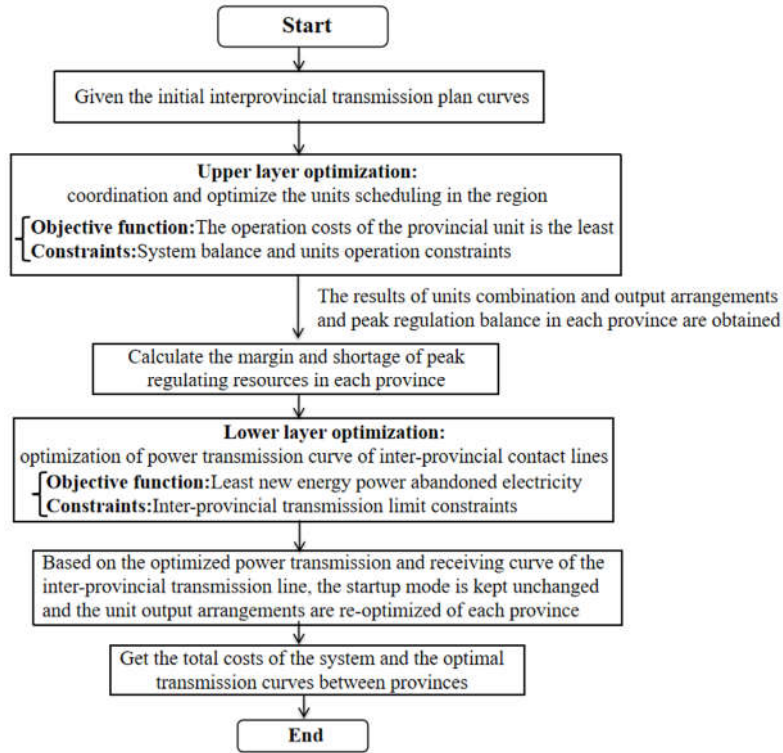 Start
Given the initial interprovincial transmission plan curves
Upper layer optimization:
coordination and optimize the units scheduling in the region
Objective function:The operation costs of the provincial unit is the least
Constraints:System balance and units operation constraints
The results of units combination and output arrangements
and peak regulation balance in each province are obtained
Calculate the margin and shortage of peak
regulating resources in each province
Lower layer optimization:
optimization of power transmission curve of inter-provincial contact lines
Objective function:Least new energy power abandoned electricity
Constraints:Inter-provincial transmission limit constraints
Based on the optimized power transmission and receiving curve of the
inter-provincial transmission line, the startup mode is kept unchanged
and the unit output arrangements are re-optimized of each province
Get the total costs of the system and the optimal
transmission curves between provinces
End